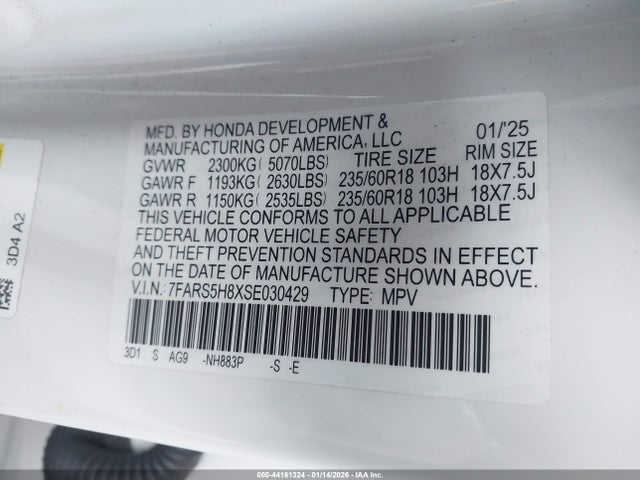 MFD. BY HONDA DEVELOPMENT &
MANUFACTURING OF AMERICA, LLC 01/'25
GVWR 2300KG( 5070LBS) TIRE SIZE RIM SIZE
GAWR F 1193KG ( 2630LBS) 235/60R18 103H 18X7.5J
GAWR R 1150KG ( 2535LBS) 235/60R18 103H 18X7.5J
THIS VEHICLE CONFORMS TO ALL APPLICABLE
FEDERAL MOTOR VEHICLE SAFETY
AND THEFT PREVENTION STANDARDS IN EFFECT
ON THE DATE OF MANUFACTURE SHOWN ABOVE.
V.I.N.: 7FARS5H8XSE030429 TYPE: MPV
3D1 S AG9 -NH883P -S -E
3D4 A2
000-44161324 | 01/14/2026 - IAA Inc.